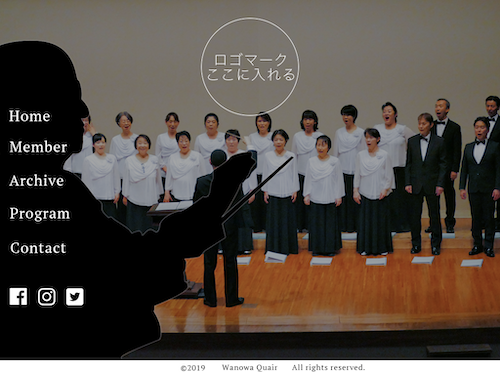 ロゴマーク
ここに入れる
Home
Member
Archive
Program
Contact
©2019 Wanowa Quair All rights reserved.